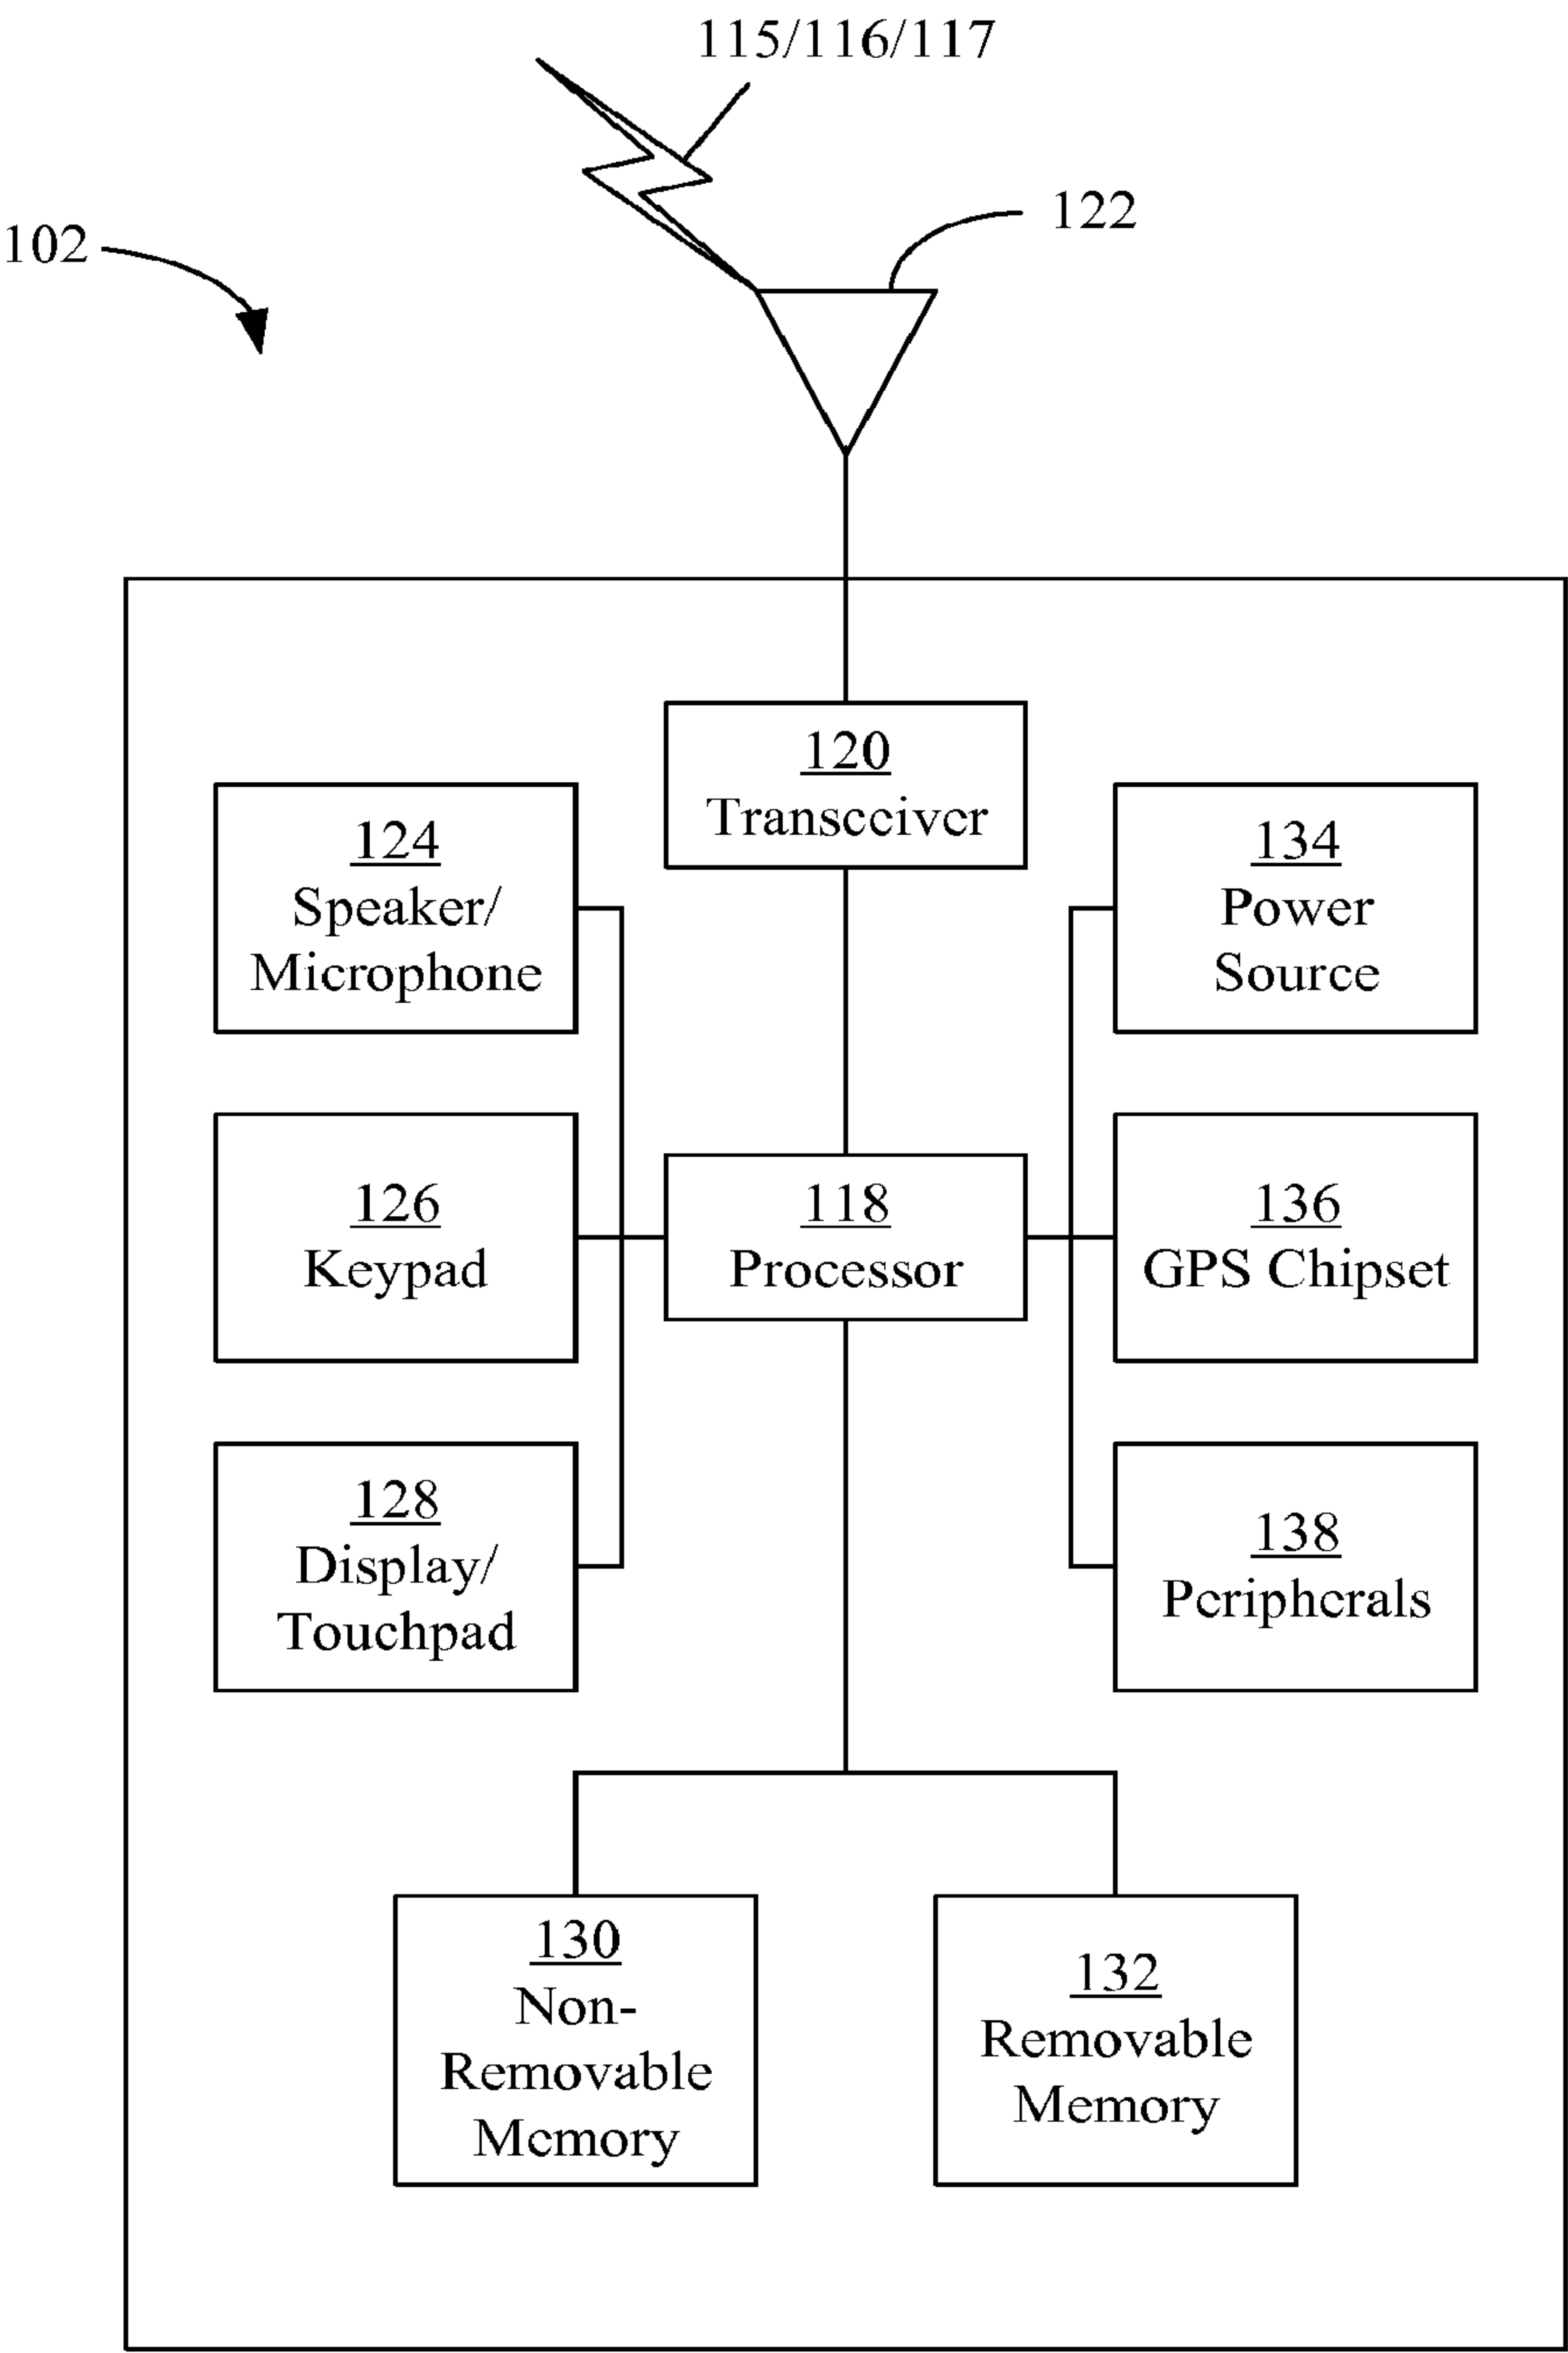 115/116/117
122
102
120
Transceiver
124
Speaker/
Microphone
134
Power
Source
126
Keypad
118
Processor
136
GPS Chipset
128
Display/
Touchpad
138
Peripherals
130
Non-
Removable
Memory
132
Removable
Memory